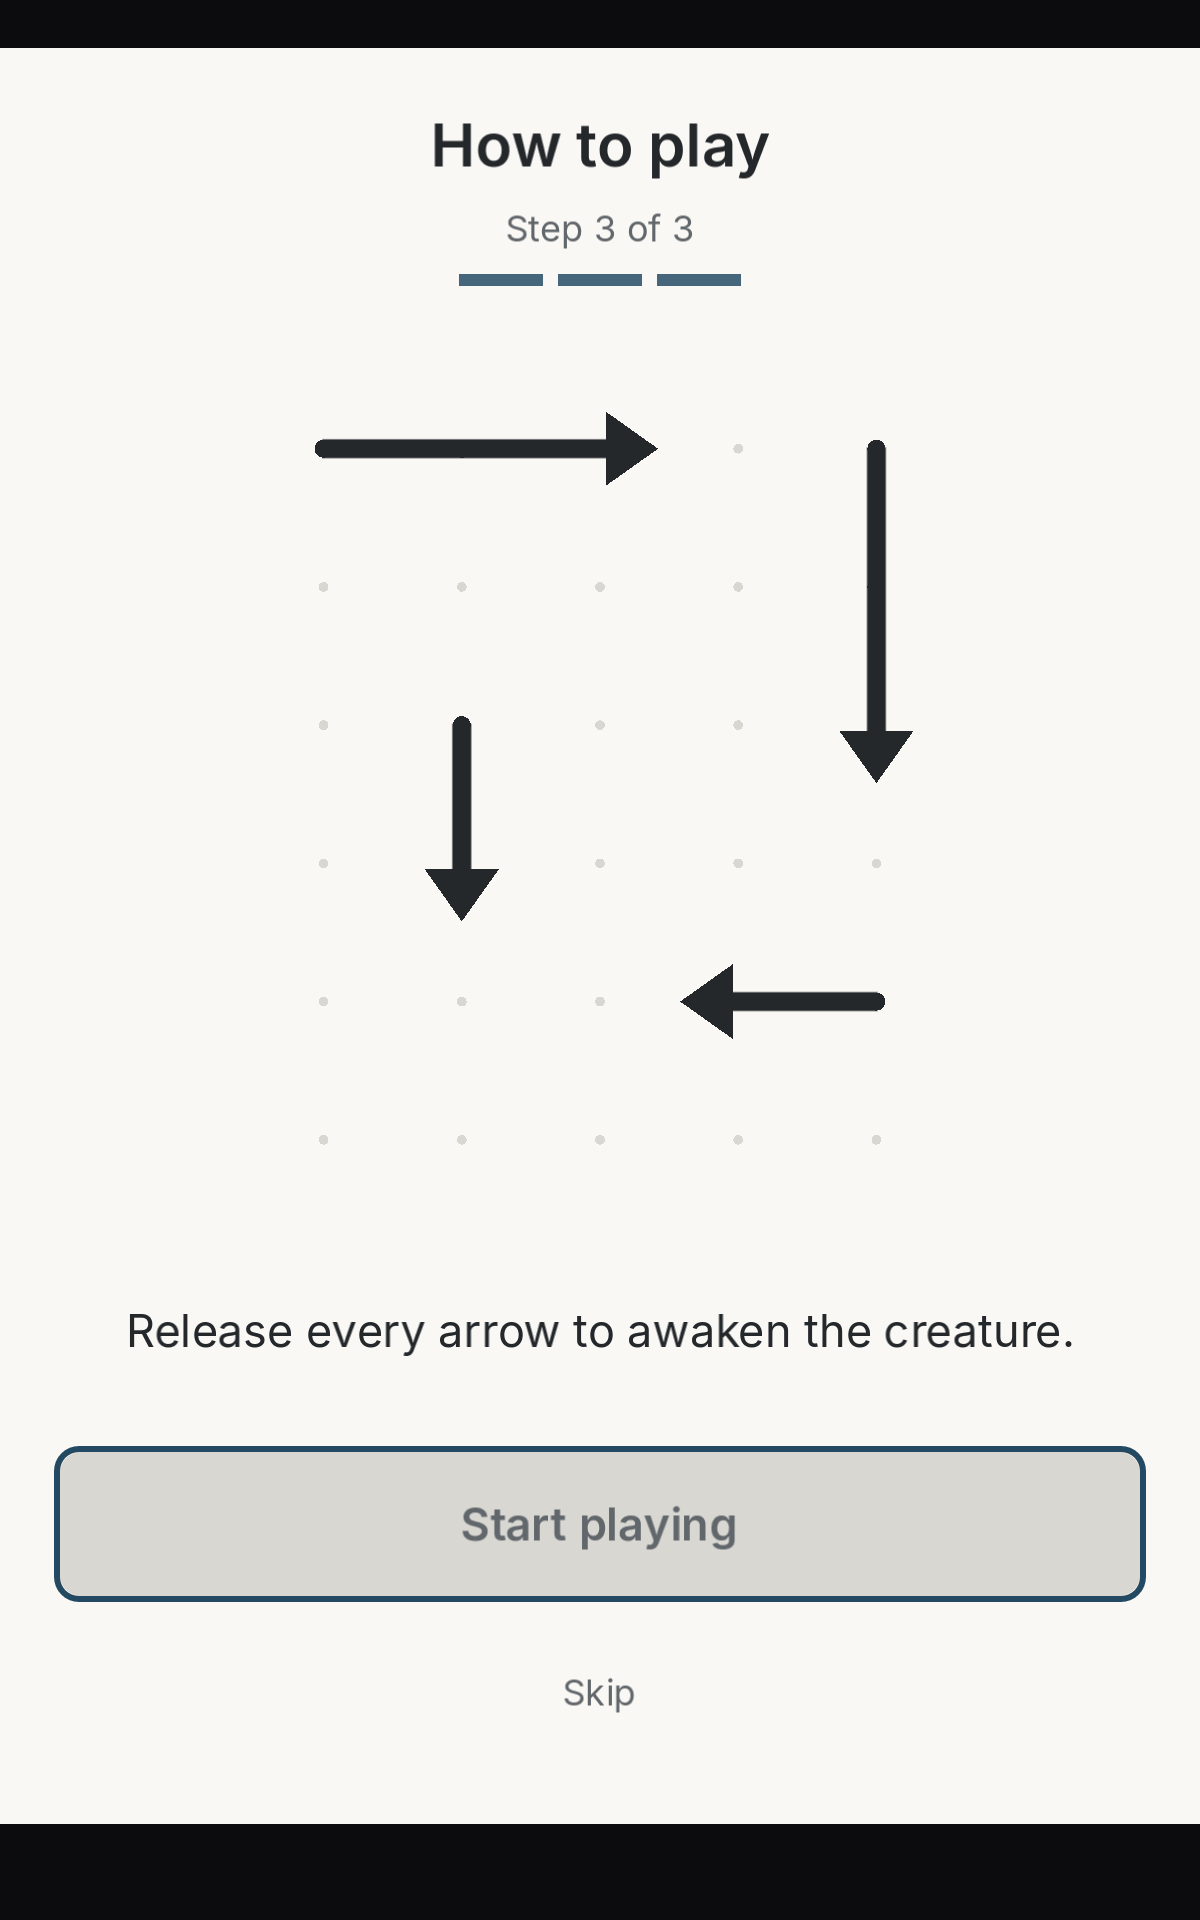 How to play
Step 3 of 3
Release every arrow to awaken the creature.
Start playing
Skip